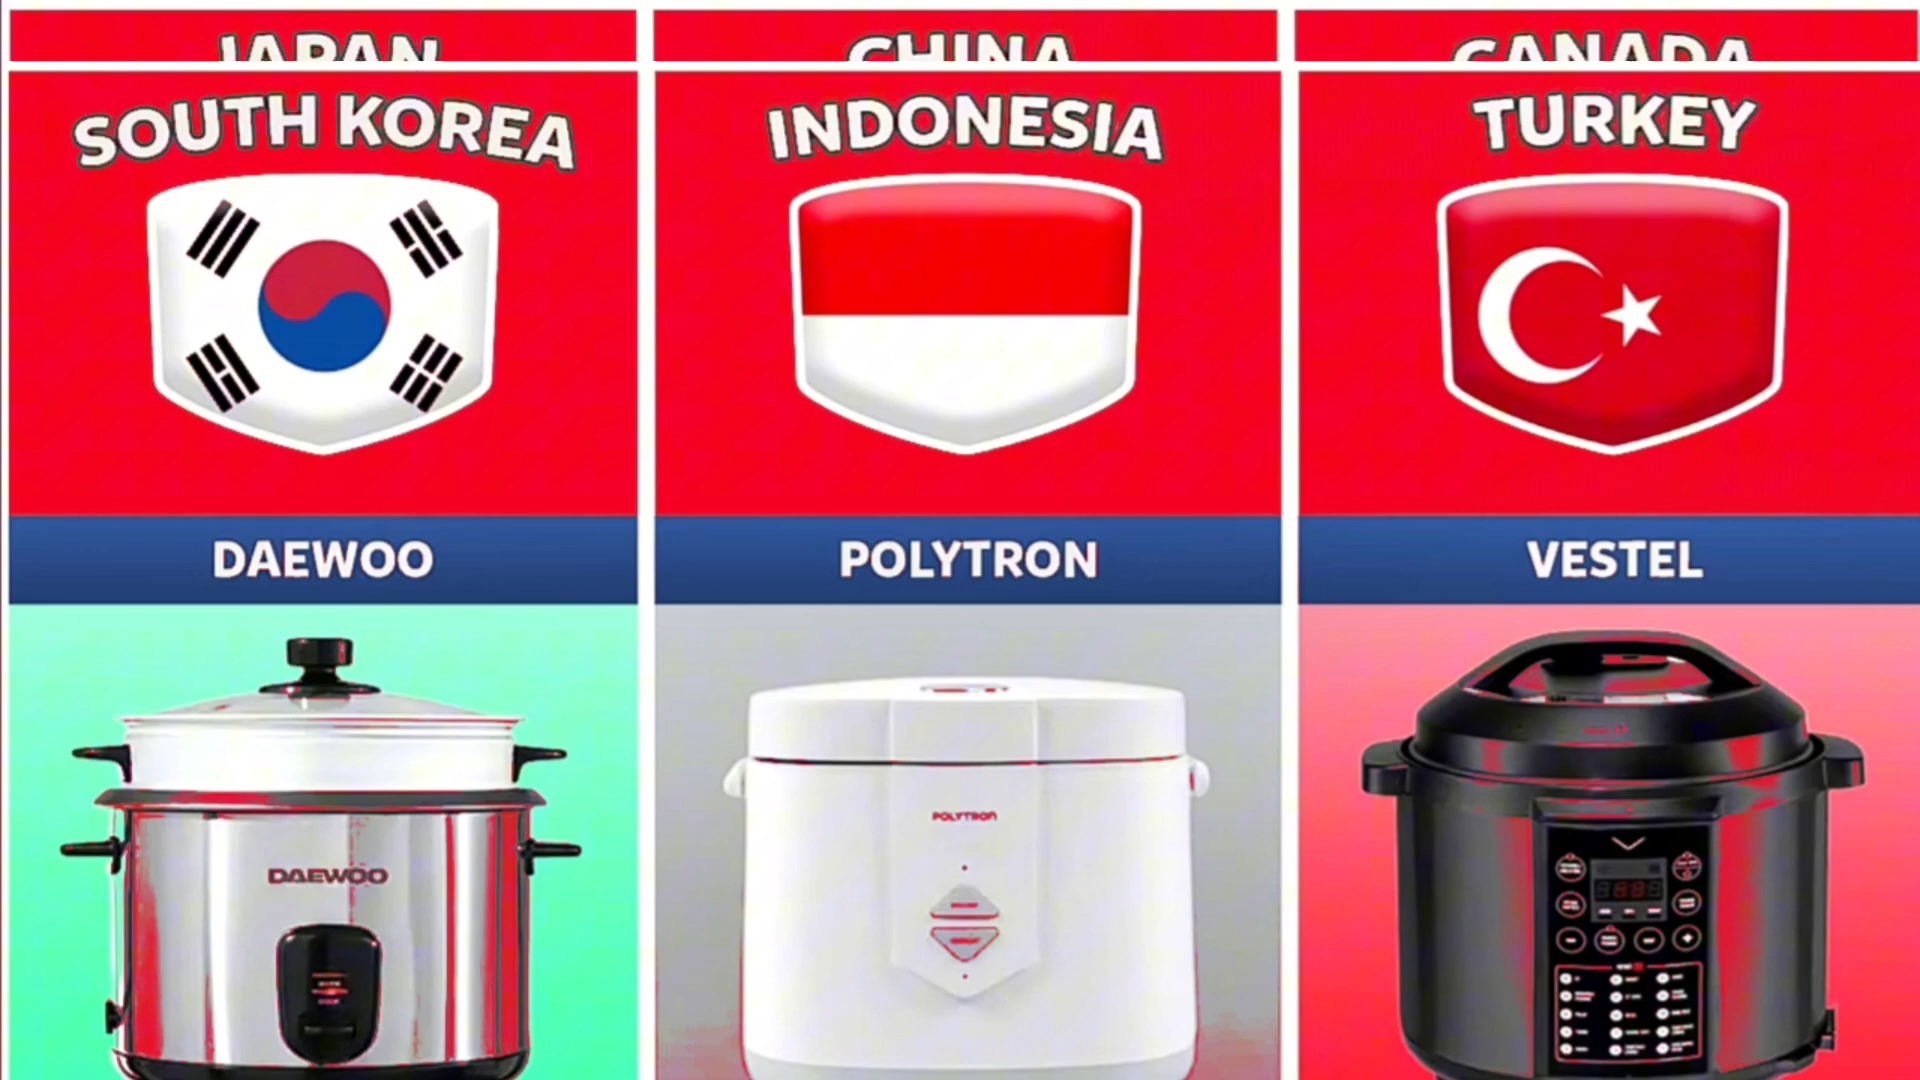 JAPAN
CHINA
CANADA
SOUTH KOREA
INDONESIA
TURKEY
DAEWOO
POLYTRON
VESTEL
DAEWOO
POLYTRON